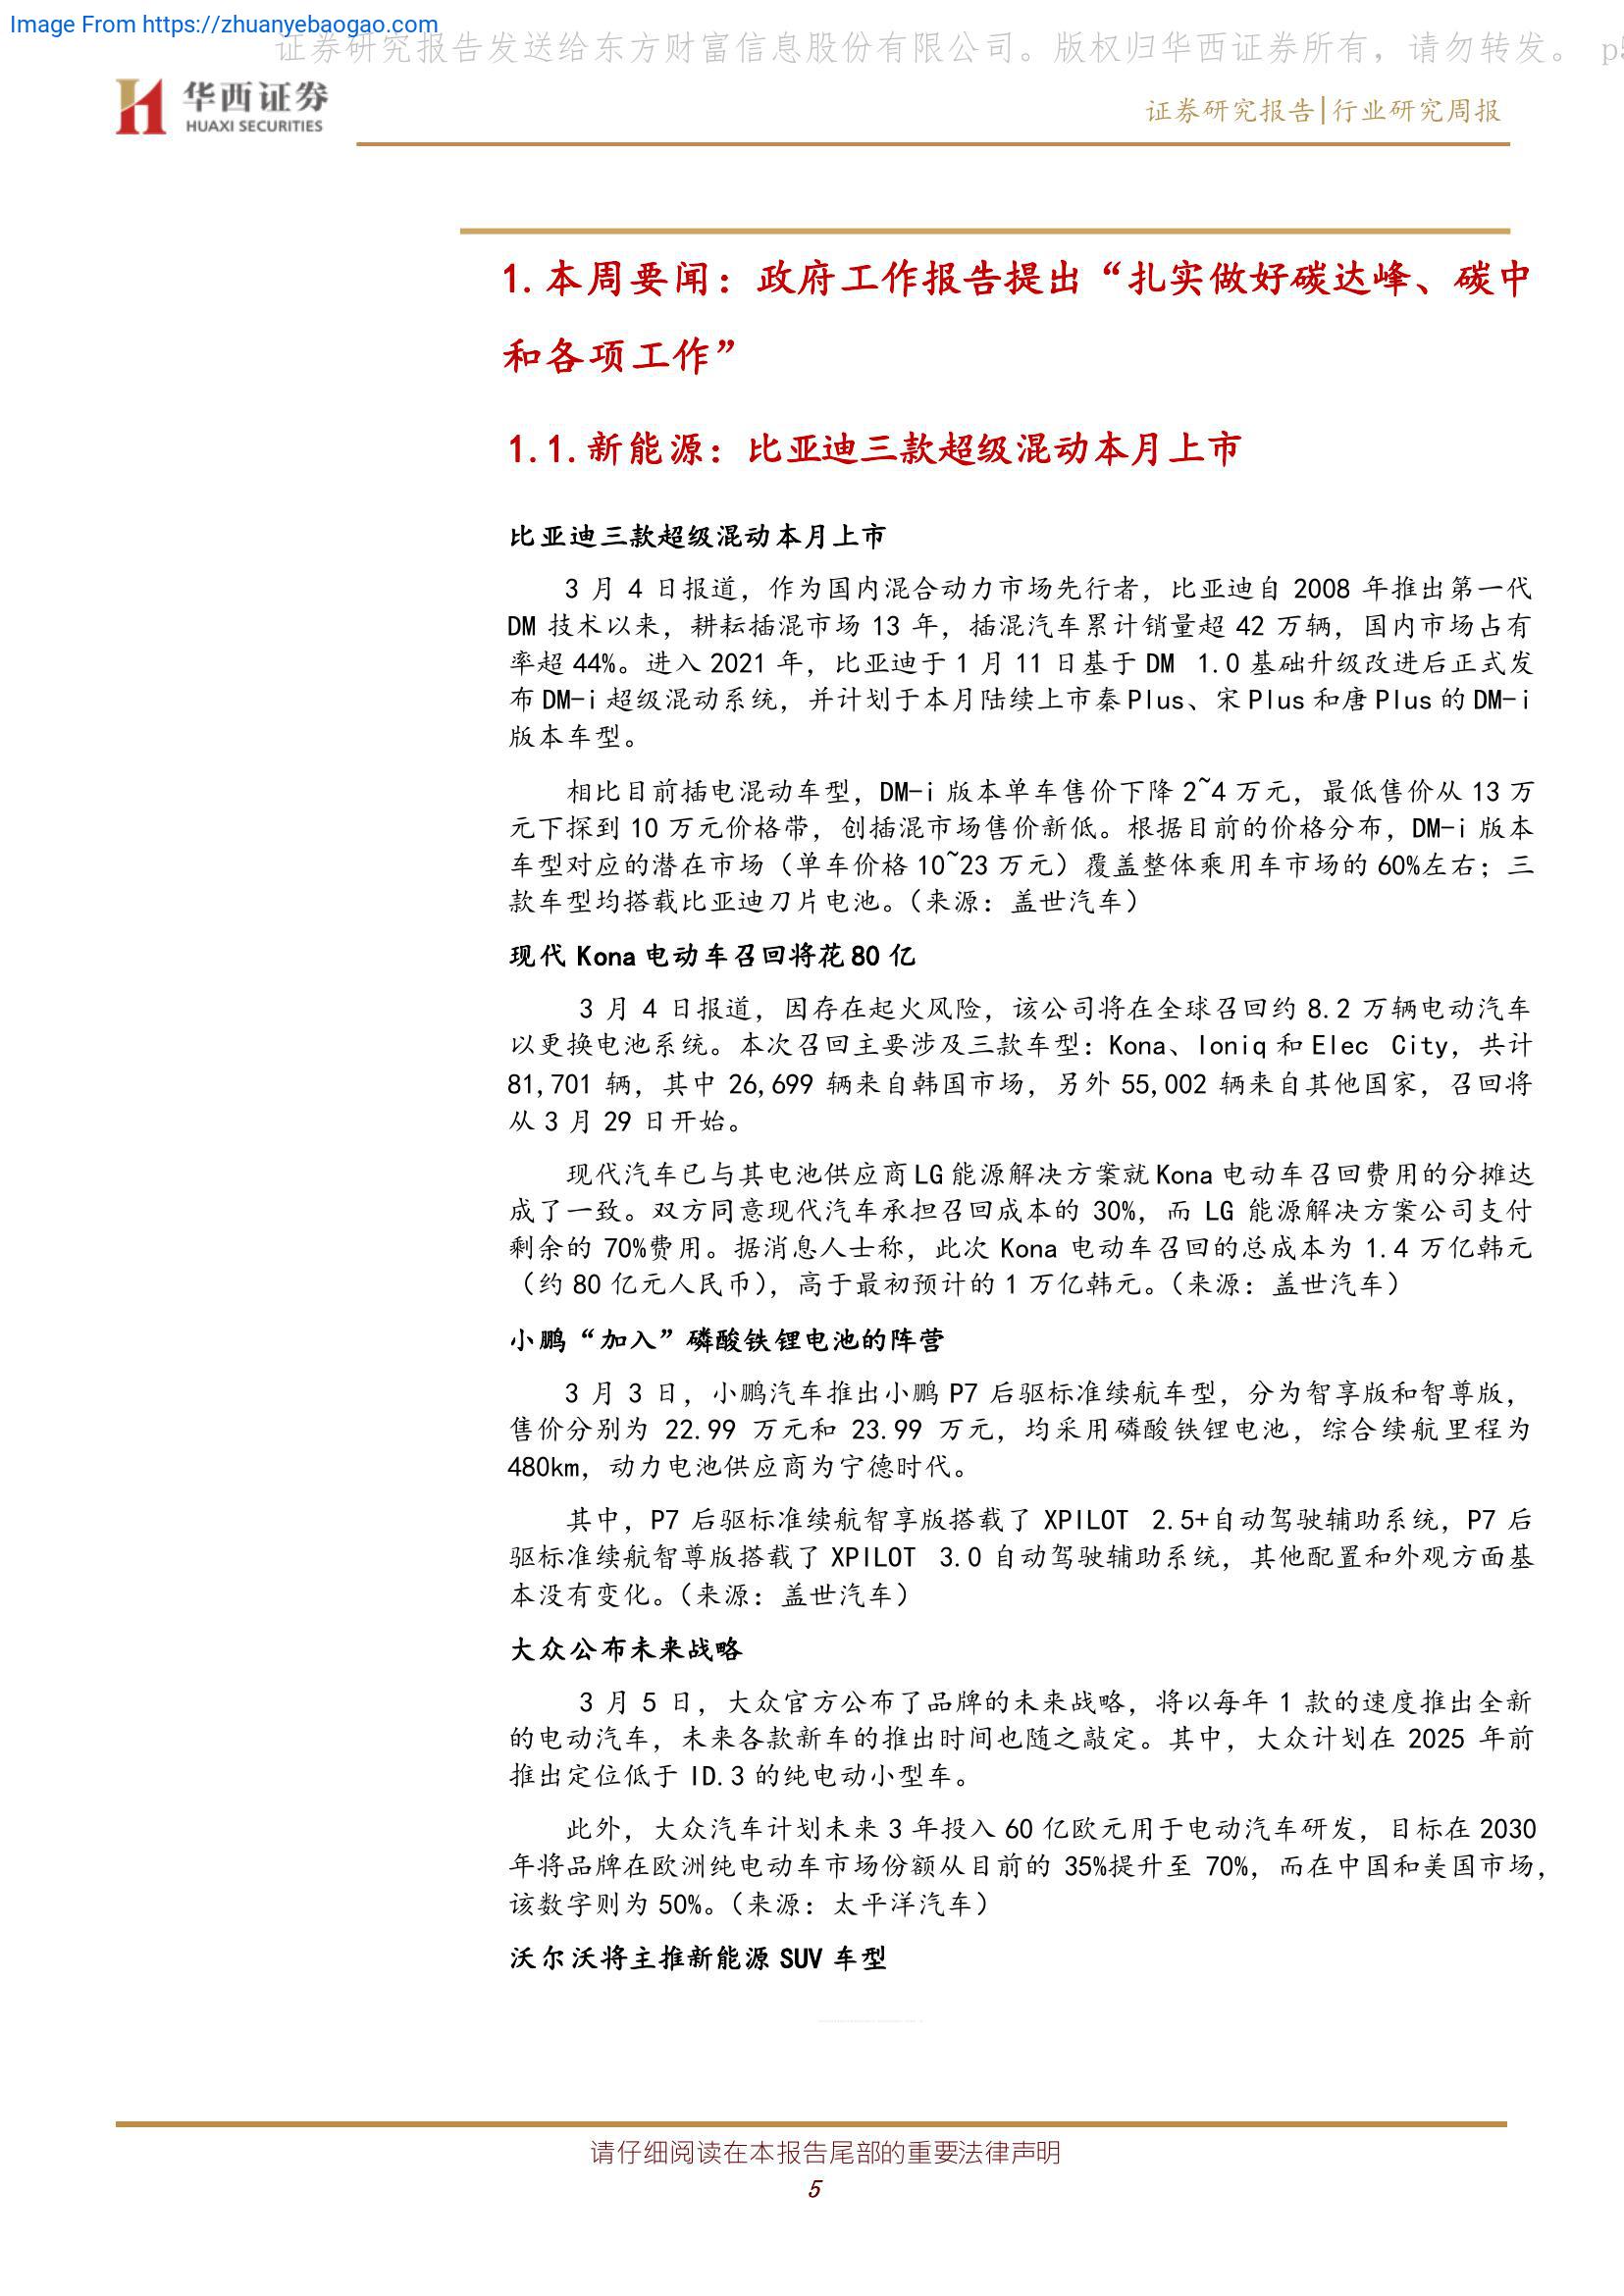 Image From https://zhuanyebaogao.com
证券研究报告发送给东方财富信息股份有限公司。版权归华西证券所有，请勿转发。 p5
华西证券
HUAXI SECURITIES
证券研究报告|行业研究周报
1.本周要闻：政府工作报告提出“扎实做好碳达峰、碳中
和各项工作”
1.1.新能源：比亚迪三款超级混动本月上市
比亚迪三款超级混动本月上市
3 月 4 日报道，作为国内混合动力市场先行者，比亚迪自 2008 年推出第一代
DM 技术以来，耕耘插混市场 13 年，插混汽车累计销量超 42 万辆，国内市场占有
率超 44%。进入 2021 年，比亚迪于 1 月 11 日基于 DM 1.0 基础升级改进后正式发
布 DM-i 超级混动系统，并计划于本月陆续上市秦 Plus、宋 Plus 和唐 Plus 的 DM-i
版本车型。
相比目前插电混动车型，DM-i 版本单车售价下降 2~4 万元，最低售价从 13 万
元下探到 10 万元价格带，创插混市场售价新低。根据目前的价格分布，DM-i 版本
车型对应的潜在市场（单车价格 10~23 万元）覆盖整体乘用车市场的 60%左右；三
款车型均搭载比亚迪刀片电池。（来源：盖世汽车）
现代 Kona 电动车召回将花 80 亿
3 月 4 日报道，因存在起火风险，该公司将在全球召回约 8.2 万辆电动汽车
以更换电池系统。本次召回主要涉及三款车型：Kona、Ioniq 和 Elec City，共计
81,701 辆，其中 26,699 辆来自韩国市场，另外 55,002 辆来自其他国家，召回将
从 3 月 29 日开始。
现代汽车已与其电池供应商 LG 能源解决方案就 Kona 电动车召回费用的分摊达
成了一致。双方同意现代汽车承担召回成本的 30%，而 LG 能源解决方案公司支付
剩余的 70%费用。据消息人士称，此次 Kona 电动车召回的总成本为 1.4 万亿韩元
（约 80 亿元人民币），高于最初预计的 1 万亿韩元。（来源：盖世汽车）
小鹏“加入”磷酸铁锂电池的阵营
3 月 3 日，小鹏汽车推出小鹏 P7 后驱标准续航车型，分为智享版和智尊版，
售价分别为 22.99 万元和 23.99 万元，均采用磷酸铁锂电池，综合续航里程为
480km，动力电池供应商为宁德时代。
其中，P7 后驱标准续航智享版搭载了 XPILOT 2.5+自动驾驶辅助系统，P7 后
驱标准续航智尊版搭载了 XPILOT 3.0 自动驾驶辅助系统，其他配置和外观方面基
本没有变化。（来源：盖世汽车）
大众公布未来战略
3 月 5 日，大众官方公布了品牌的未来战略，将以每年 1 款的速度推出全新
的电动汽车，未来各款新车的推出时间也随之敲定。其中，大众计划在 2025 年前
推出定位低于 ID.3 的纯电动小型车。
此外，大众汽车计划未来 3 年投入 60 亿欧元用于电动汽车研发，目标在 2030
年将品牌在欧洲纯电动车市场份额从目前的 35%提升至 70%，而在中国和美国市场，
该数字则为 50%。（来源：太平洋汽车）
沃尔沃将主推新能源 SUV 车型
请仔细阅读在本报告尾部的重要法律声明
5